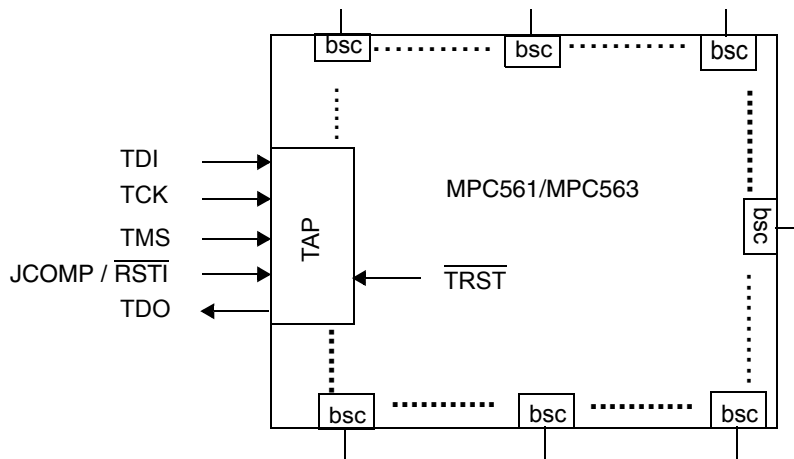 bsc
bsc
bsc
TDI
TCK
TMS
JCOMP / RSTI
TDO
TAP
MPC561/MPC563
TRST
bsc
bsc
bsc
bsc